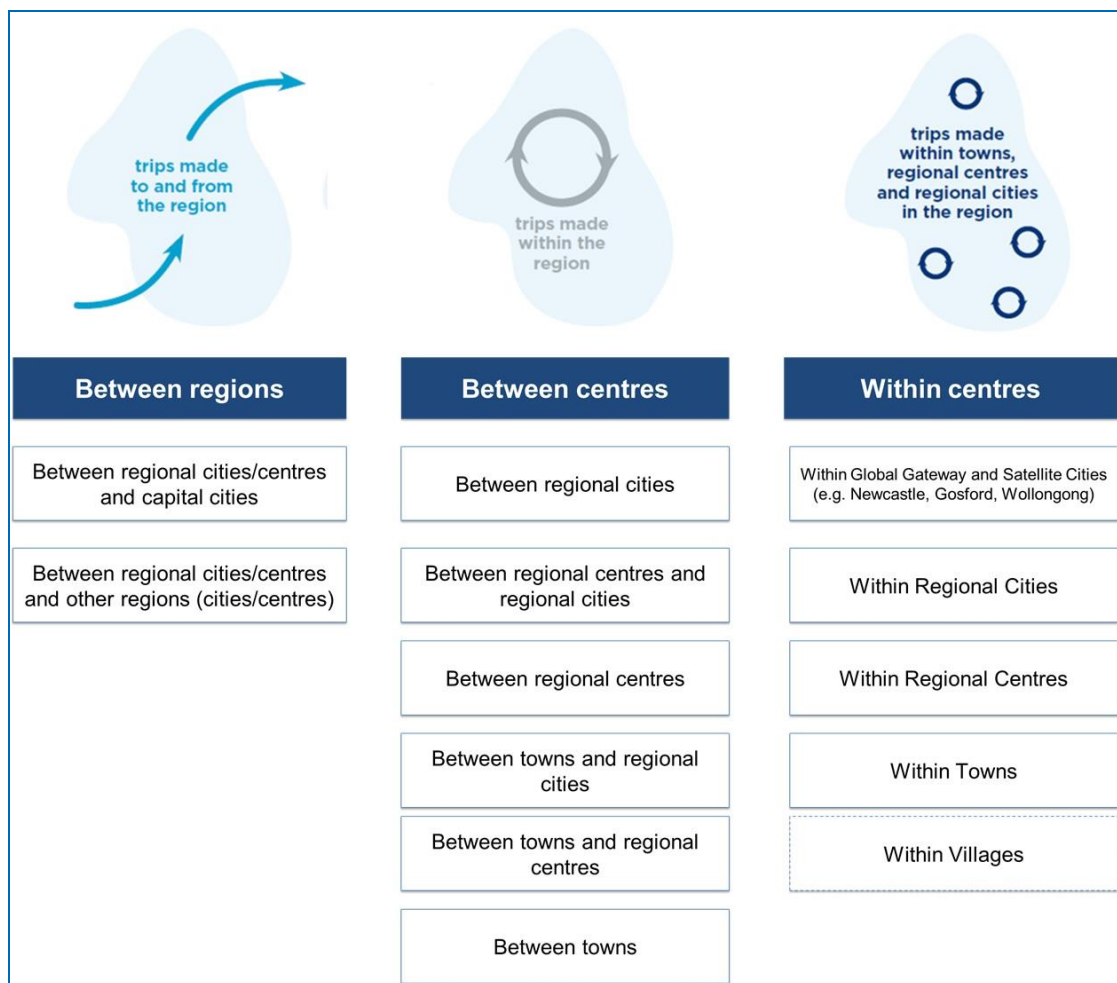 trips made
to and from
the region
trips made
within the
region
trips made
within towns,
regional centres
and regional cities
in the region
Between regions
Between regional cities/centres
and capital cities
Between regional cities/centres
and other regions (cities/centres)
Between centres
Between regional cities
Between regional centres and
regional cities
Between regional centres
Between towns and regional
cities
Between towns and regional
centres
Between towns
Within centres
Within Global Gateway and Satellite Cities
(e.g. Newcastle, Gosford, Wollongong)
Within Regional Cities
Within Regional Centres
Within Towns
Within Villages